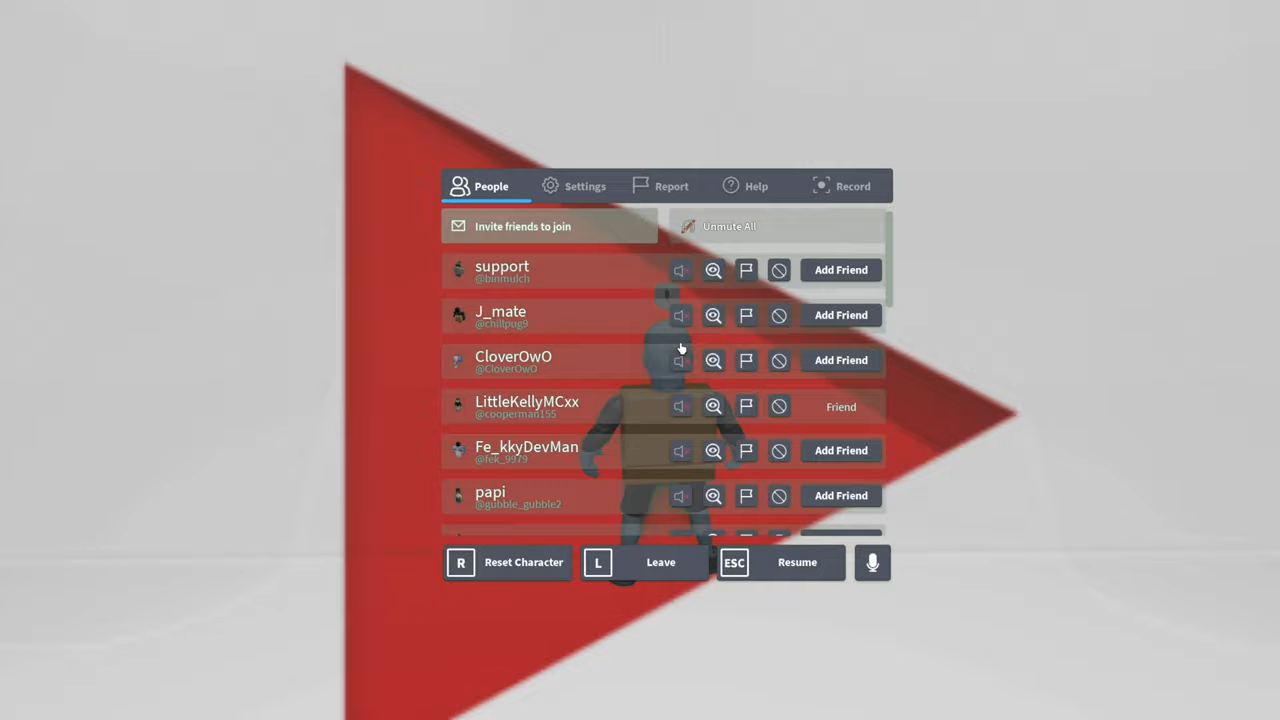 People
Settings
Report
Help
Record
Invite friends to join
Unmute All
support
@binmulch
Add Friend
J_mate
@chillpug9
Add Friend
CloverOwO
@CloverOwO
Add Friend
LittleKellyMCxx
@cooperman155
Friend
Fe_kkyDevMan
@fek_9979
Add Friend
papi
@gubble_gubble2
Add Friend
R Reset Character
L Leave
ESC Resume